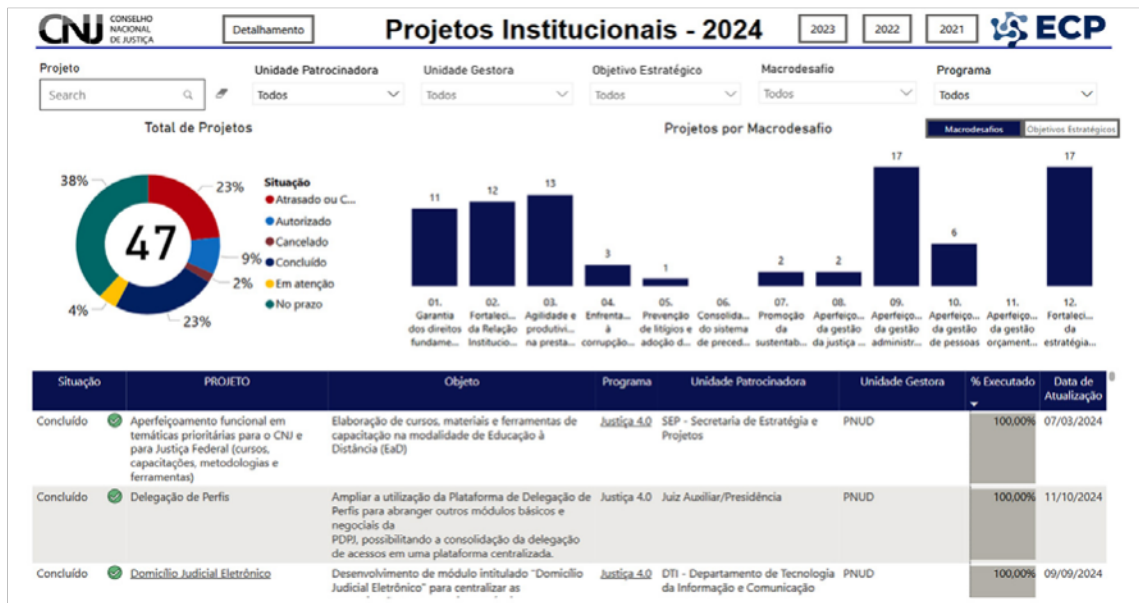 CNJ CONSELHO NACIONAL DE JUSTIÇA
Detalhamento
Projetos Institucionais - 2024
2023
2022
2021
ECP
Projeto
Unidade Patrocinadora
Unidade Gestora
Objetivo Estratégico
Macrodesafio
Programa
Search
Todos
Todos
Todos
Todos
Todos
Total de Projetos
Projetos por Macrodesafio
Macrodesafios
Objetivos Estratégicos
38%
23%
9%
2%
23%
4%
47
Situação
Atrasado ou C...
Autorizado
Cancelado
Concluído
Em atenção
No prazo
11
12
13
3
1
2
2
17
6
17
01. Garantia dos direitos fundame...
02. Fortaleci... da Relação Institucio...
03. Agilidade e produtivi... na presta...
04. Enfrenta... à corrupção...
05. Prevenção de litígios e adoção d...
06. Consolida... do sistema de preced...
07. Promoção da sustentab...
08. Aperfeiço... da gestão da justiça ...
09. Aperfeiço... da gestão administr...
10. Aperfeiço... da gestão de pessoas
11. Aperfeiço... da gestão orçament...
12. Fortaleci... da estratégia...
Situação PROJETO Objeto Programa Unidade Patrocinadora Unidade Gestora % Executado Data de Atualização
Concluído
Aperfeiçoamento funcional em
temáticas prioritárias para o CNJ e
para Justiça Federal (cursos,
capacitações, metodologias e
ferramentas)
Elaboração de cursos, materiais e ferramentas de
capacitação na modalidade de Educação à
Distância (EaD)
Justiça 4.0
SEP - Secretaria de Estratégia e
Projetos
PNUD
100,00%
07/03/2024
Concluído
Delegação de Perfis
Ampliar a utilização da Plataforma de Delegação de
Perfis para abranger outros módulos básicos e
negociais da
PDPJ, possibilitando a consolidação da delegação
de acessos em uma plataforma centralizada.
Justiça 4.0
Juiz Auxiliar/Presidência
PNUD
100,00%
11/10/2024
Concluído
Domicílio Judicial Eletrônico
Desenvolvimento de módulo intitulado "Domicílio
Judicial Eletrônico" para centralizar as
Justiça 4.0
DTI - Departamento de Tecnologia
da Informação e Comunicação
PNUD
100,00%
09/09/2024